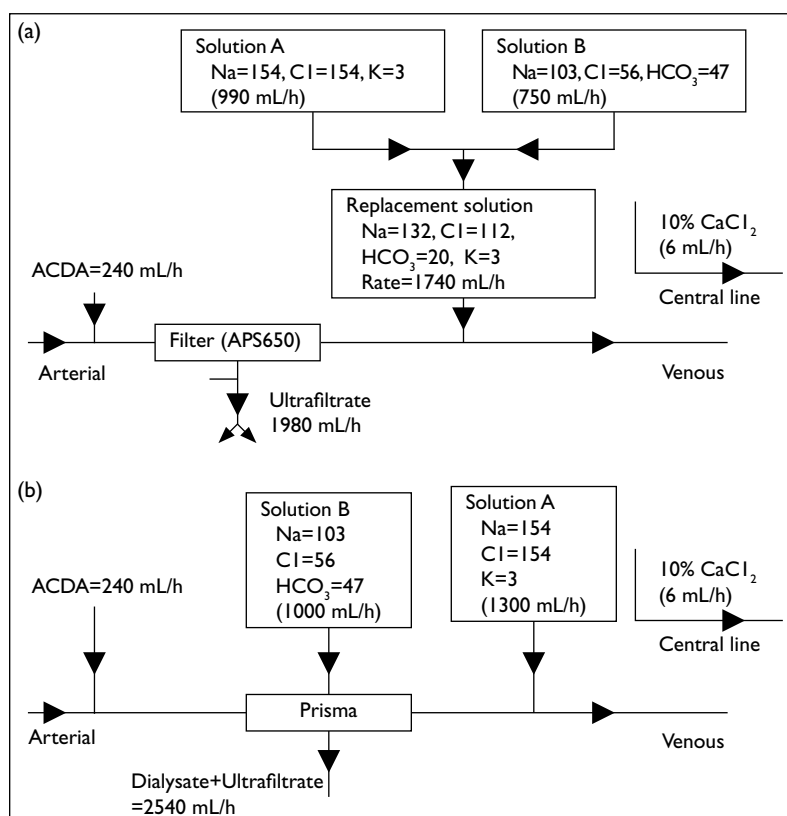 (a)
Solution A
Na=154, C1=154, K=3
(990 mL/h)
Solution B
Na=103, C1=56, HCO₃=47
(750 mL/h)
Replacement solution
Na=132, C1=112,
HCO₃=20, K=3
Rate=1740 mL/h
10% CaC1₂
(6 mL/h)
Central line
ACDA=240 mL/h
Filter (APS650)
Arterial
Venous
Ultrafiltrate
1980 mL/h
(b)
Solution B
Na=103
C1=56
HCO₃=47
(1000 mL/h)
Solution A
Na=154
C1=154
K=3
(1300 mL/h)
10% CaC1₂
(6 mL/h)
Central line
ACDA=240 mL/h
Prisma
Arterial
Venous
Dialysate+Ultrafiltrate
=2540 mL/h